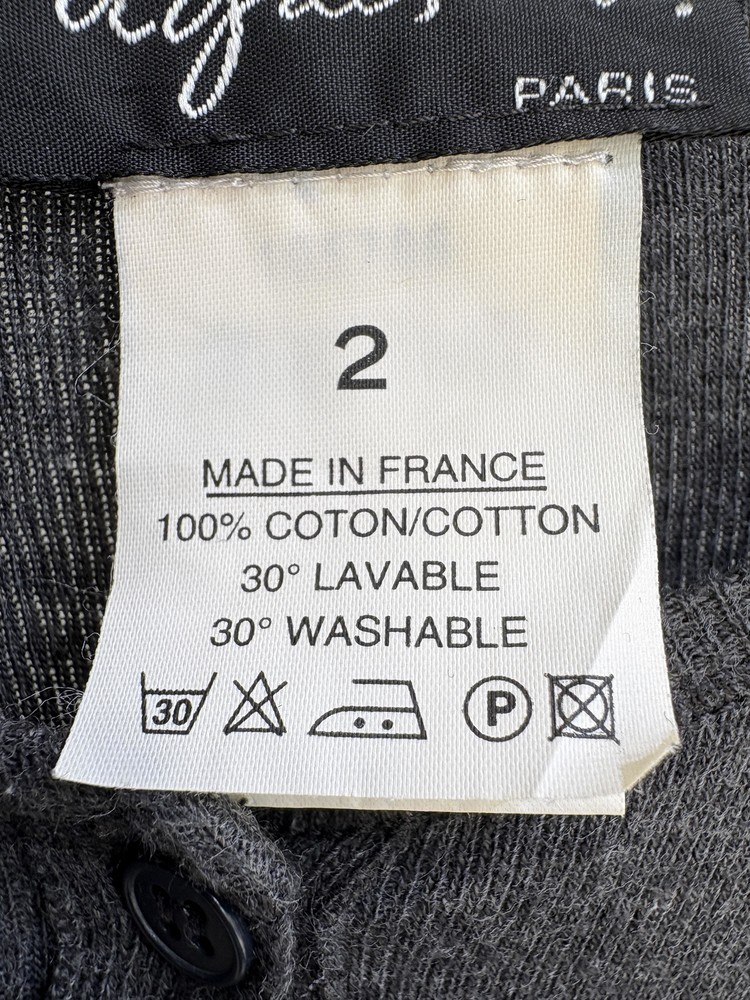 PARIS
2
MADE IN FRANCE
100% COTON/COTTON
30° LAVABLE
30° WASHABLE
30 P